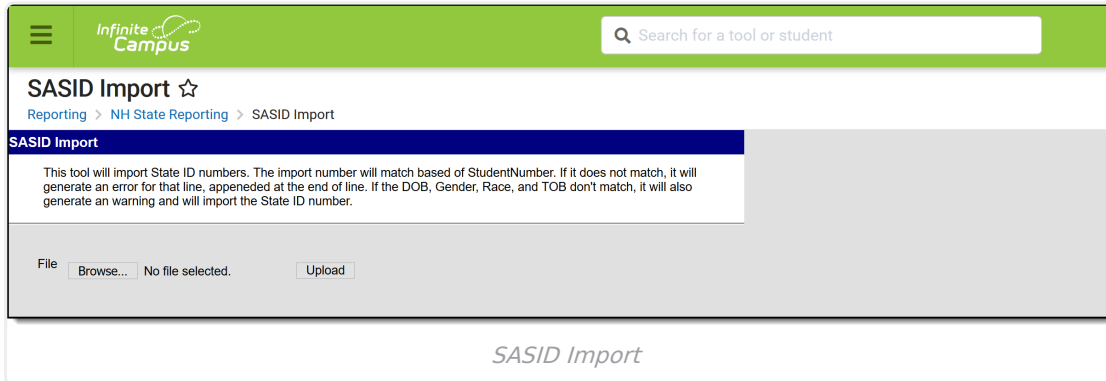 Infinite
Campus
Search for a tool or student
SASID Import
Reporting > NH State Reporting > SASID Import
SASID Import
This tool will import State ID numbers. The import number will match based of StudentNumber. If it does not match, it will
generate an error for that line, appeneded at the end of line. If the DOB, Gender, Race, and TOB don't match, it will also
generate an warning and will import the State ID number.
File Browse... No file selected. Upload
SASID Import